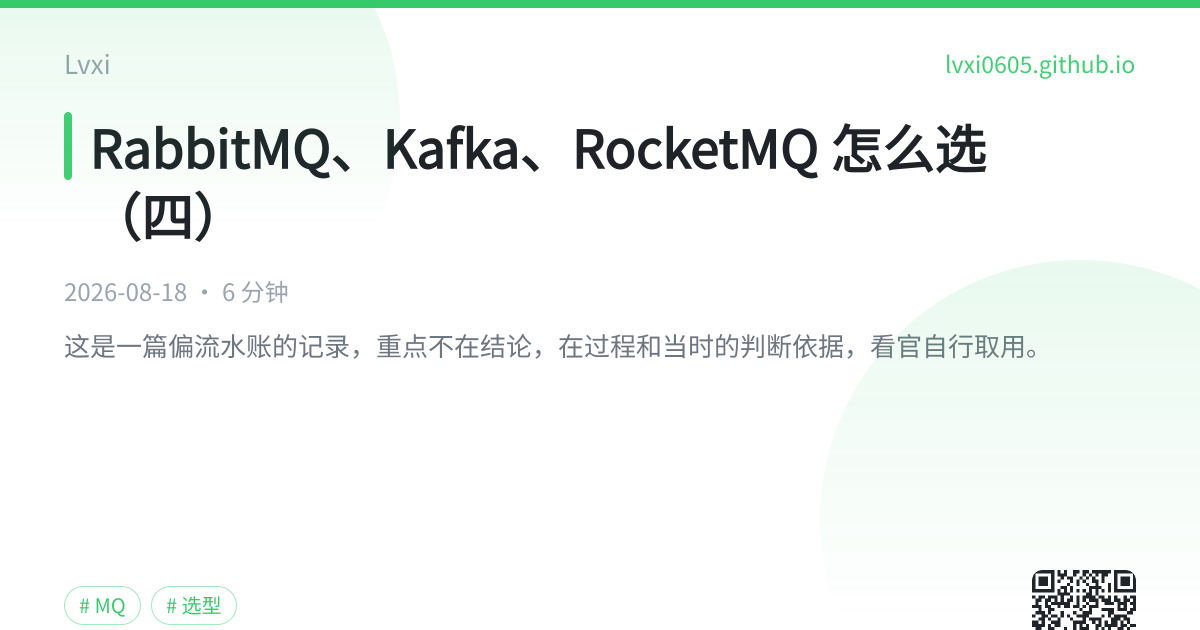 Lvxi
lvxi0605.github.io
RabbitMQ、Kafka、RocketMQ 怎么选
（四）
2026-08-18 · 6 分钟
这是一篇偏流水账的记录，重点不在结论，在过程和当时的判断依据，看官自行取用。
# MQ
# 选型